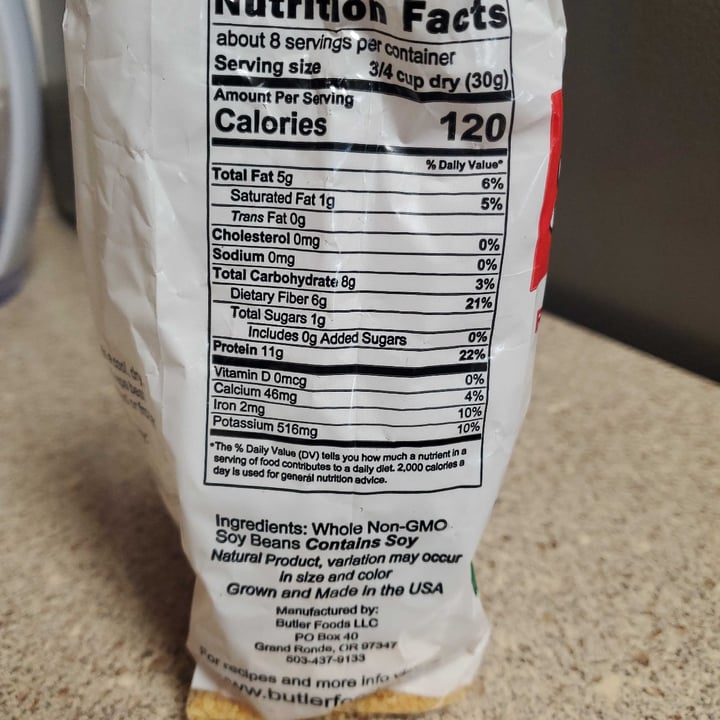 Nutrition Facts
about 8 servings per container
Serving size 3/4 cup dry (30g)
Amount Per Serving
Calories 120
% Daily Value*
Total Fat 5g 6%
Saturated Fat 1g 5%
Trans Fat 0g
Cholesterol 0mg 0%
Sodium 0mg 0%
Total Carbohydrate 8g 3%
Dietary Fiber 6g 21%
Total Sugars 1g
Includes 0g Added Sugars 0%
Protein 11g 22%
Vitamin D 0mcg 0%
Calcium 46mg 4%
Iron 2mg 10%
Potassium 516mg 10%
*The % Daily Value (DV) tells you how much a nutrient in a
serving of food contributes to a daily diet. 2,000 calories a
day is used for general nutrition advice.
Ingredients: Whole Non-GMO
Soy Beans Contains Soy
Natural Product, variation may occur
in size and color
Grown and Made in the USA
Manufactured by:
Butler Foods LLC
PO Box 40
Grand Ronde, OR 97347
503-437-9133
For recipes and more info